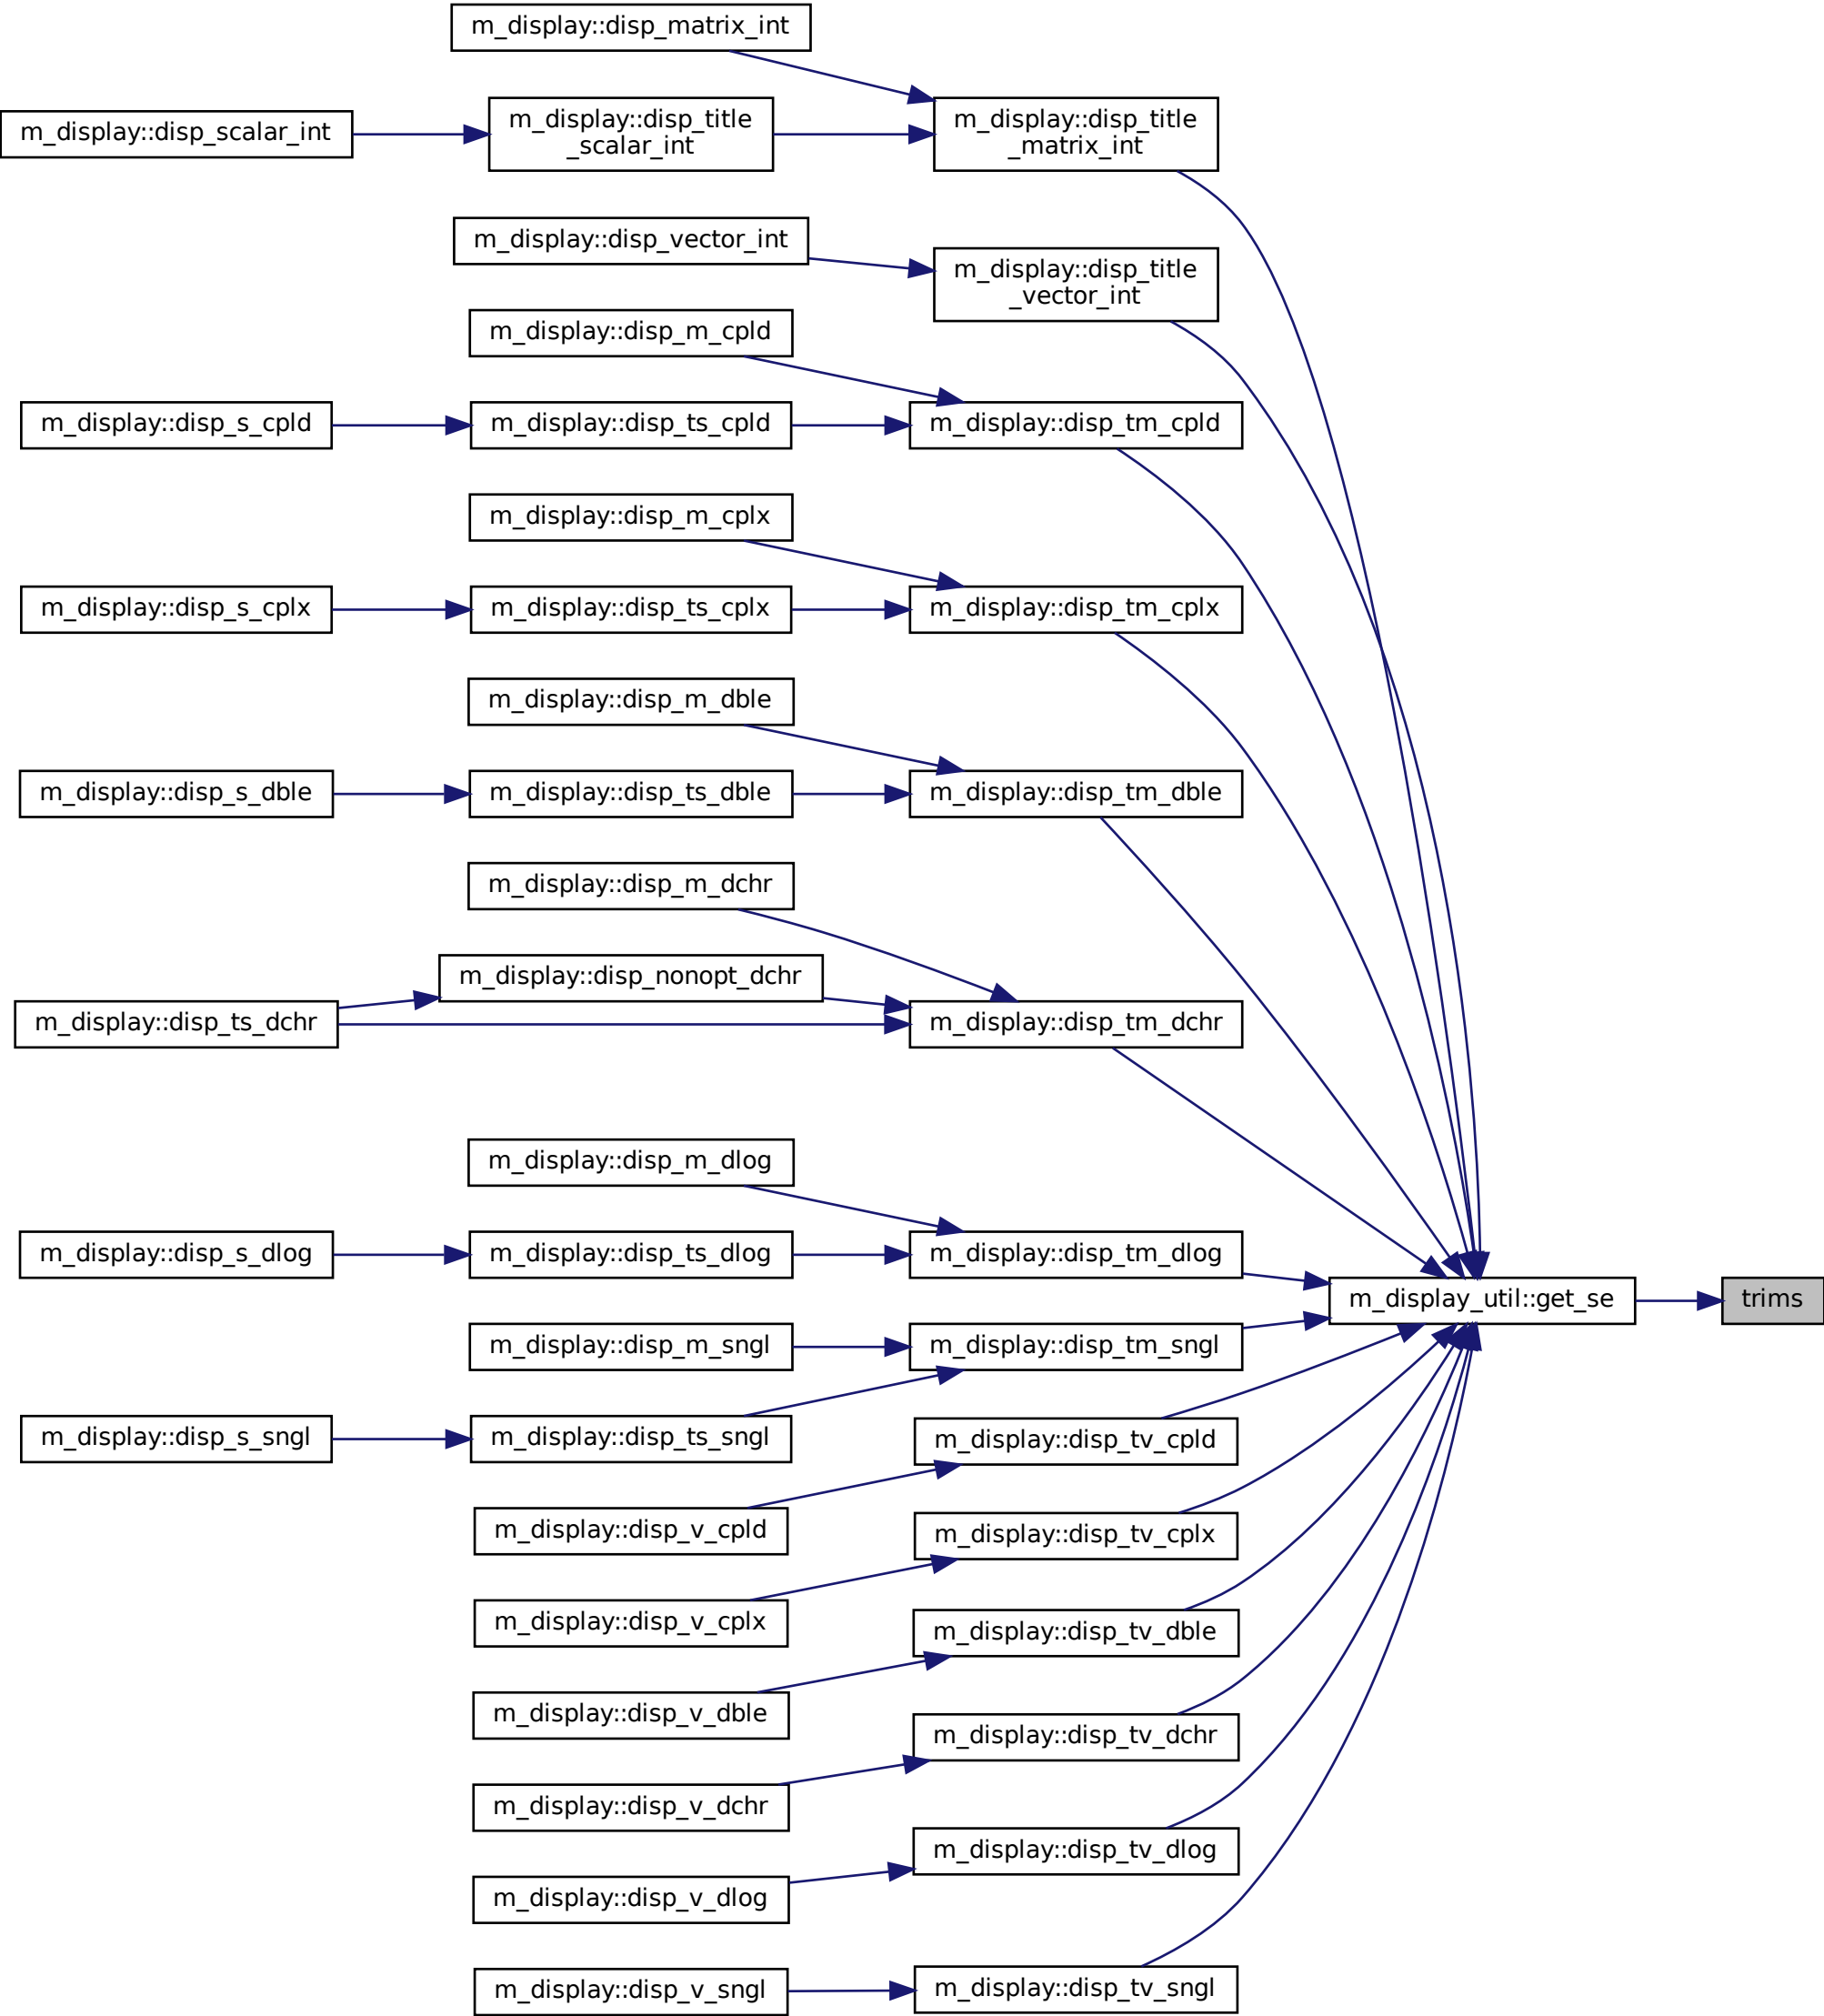 m_display::disp_matrix_int
m_display::disp_scalar_int
m_display::disp_title
_scalar_int
m_display::disp_title
_matrix_int
m_display::disp_vector_int
m_display::disp_title
_vector_int
m_display::disp_m_cpld
m_display::disp_s_cpld
m_display::disp_ts_cpld
m_display::disp_tm_cpld
m_display::disp_m_cplx
m_display::disp_s_cplx
m_display::disp_ts_cplx
m_display::disp_tm_cplx
m_display::disp_m_dble
m_display::disp_s_dble
m_display::disp_ts_dble
m_display::disp_tm_dble
m_display::disp_m_dchr
m_display::disp_nonopt_dchr
m_display::disp_ts_dchr
m_display::disp_tm_dchr
m_display::disp_m_dlog
m_display::disp_s_dlog
m_display::disp_ts_dlog
m_display::disp_tm_dlog
m_display_util::get_se
trims
m_display::disp_m_sngl
m_display::disp_tm_sngl
m_display::disp_s_sngl
m_display::disp_ts_sngl
m_display::disp_tv_cpld
m_display::disp_v_cpld
m_display::disp_tv_cplx
m_display::disp_v_cplx
m_display::disp_tv_dble
m_display::disp_v_dble
m_display::disp_tv_dchr
m_display::disp_v_dchr
m_display::disp_tv_dlog
m_display::disp_v_dlog
m_display::disp_v_sngl
m_display::disp_tv_sngl